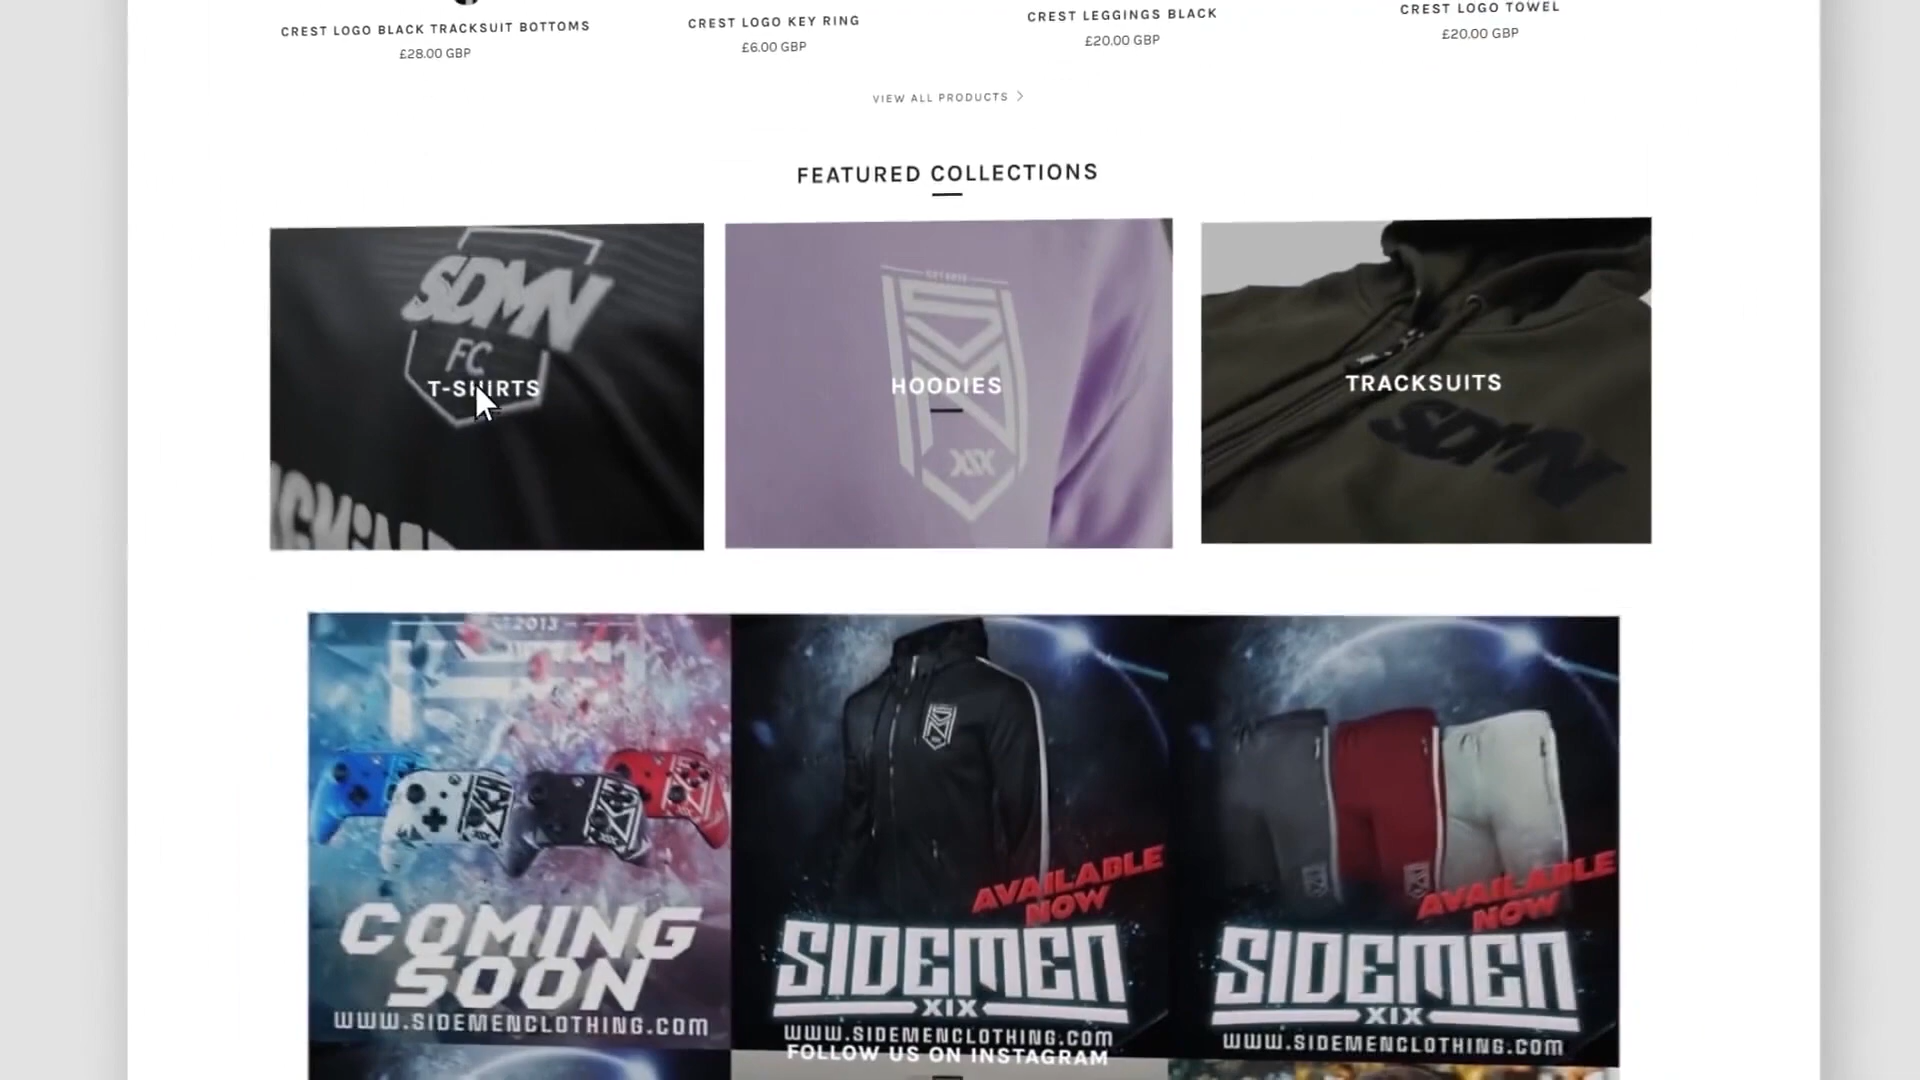 CREST LOGO BLACK TRACKSUIT BOTTOMS
£28.00 GBP
CREST LOGO KEY RING
£6.00 GBP
CREST LEGGINGS BLACK
£20.00 GBP
CREST LOGO TOWEL
£20.00 GBP
VIEW ALL PRODUCTS >
FEATURED COLLECTIONS
SDMN
FC
T-SHIRTS
HOODIES
XIX
TRACKSUITS
SDMN
2013
COMING
SOON
WWW.SIDEMENCLOTHING.COM
AVAILABLE
NOW
SIDEMEN
XIX
WWW.SIDEMENCLOTHING.COM
FOLLOW US ON INSTAGRAM
AVAILABLE
NOW
SIDEMEN
XIX
WWW.SIDEMENCLOTHING.COM